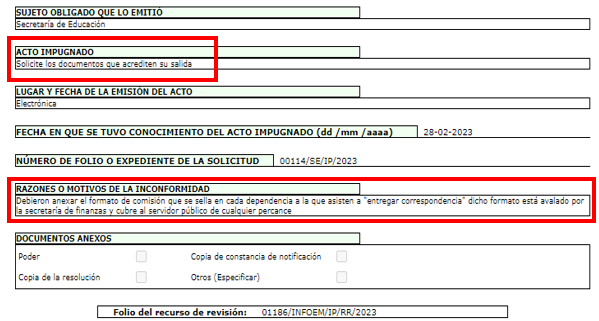 SUJETO OBLIGADO QUE LO EMITIÓ
Secretaría de Educación
ACTO IMPUGNADO
Solicite los documentos que acrediten su salida
LUGAR Y FECHA DE LA EMISIÓN DEL ACTO
Electrónica
FECHA EN QUE SE TUVO CONOCIMIENTO DEL ACTO IMPUGNADO (dd /mm /aaaa) 28-02-2023
NÚMERO DE FOLIO O EXPEDIENTE DE LA SOLICITUD 00114/SE/IP/2023
RAZONES O MOTIVOS DE LA INCONFORMIDAD
Debieron anexar el formato de comisión que se sella en cada dependencia a la que asisten a "entregar correspondencia" dicho formato está avalado por
la secretaría de finanzas y cubre al servidor público de cualquier percance
DOCUMENTOS ANEXOS
Poder Copia de constancia de notificación
Copia de la resolución Otros (Especificar)
Folio del recurso de revisión: 01186/INFOEM/IP/RR/2023